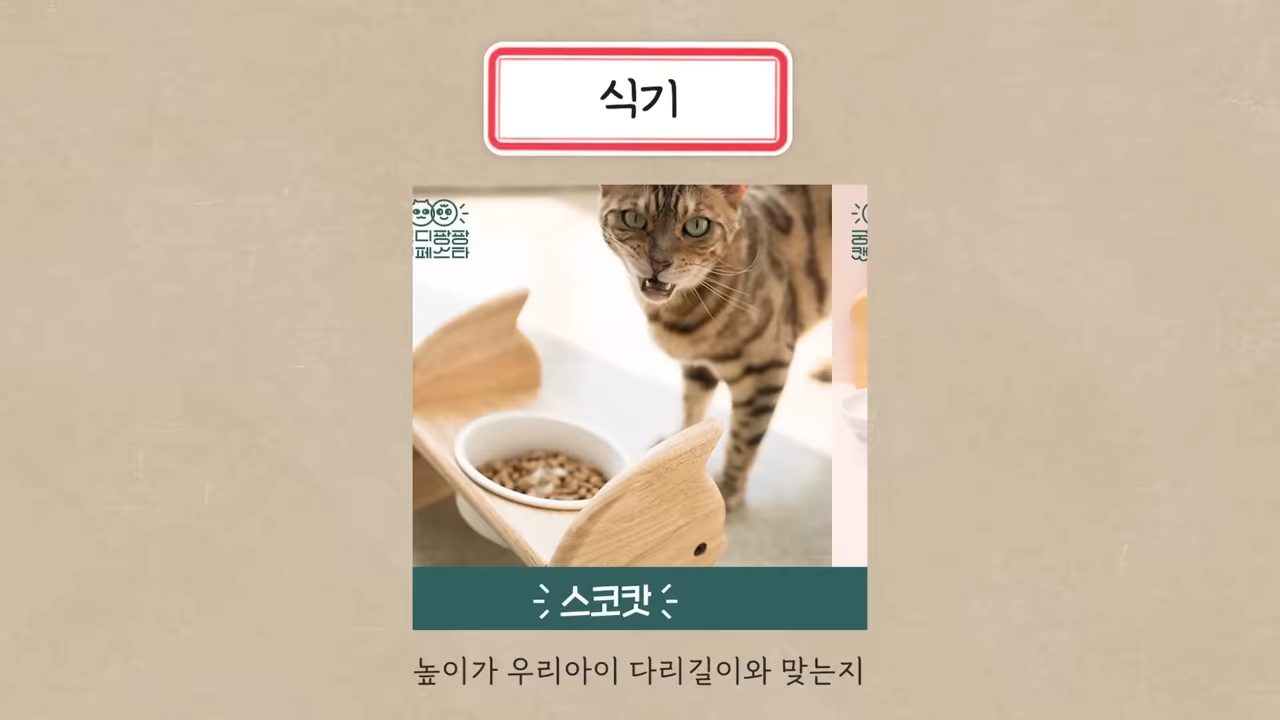 식기
디팡팡
페스타
스코캇
높이가 우리아이 다리길이와 맞는지